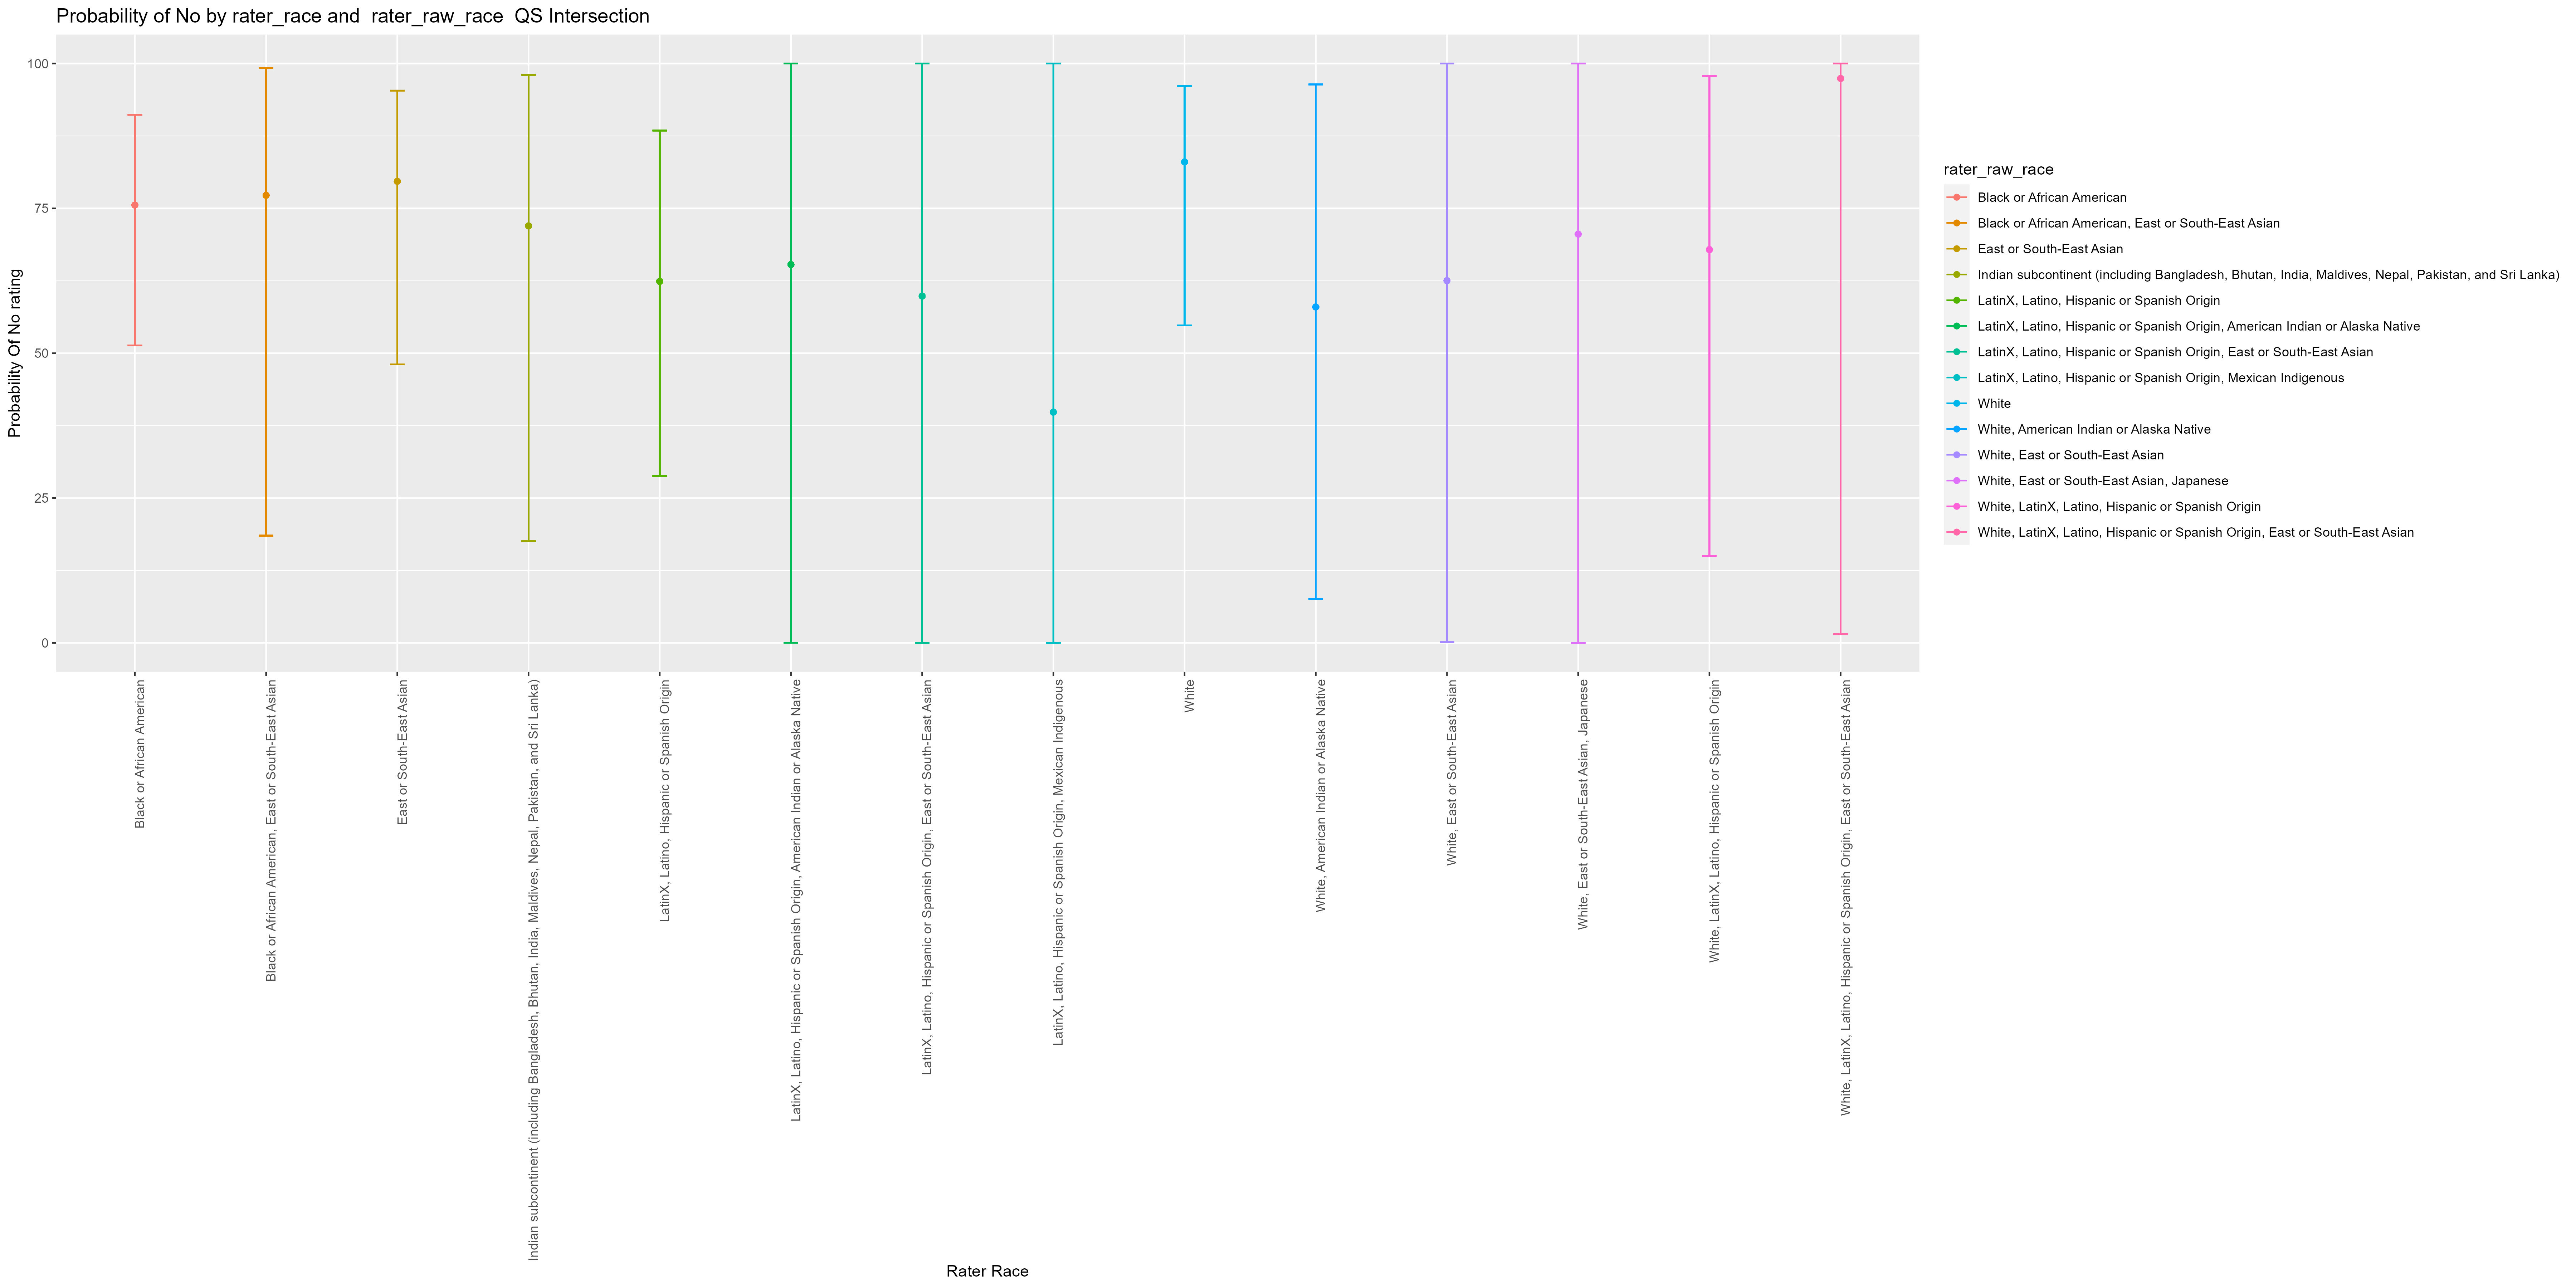 Probability of No by rater_race and  rater_raw_race  QS Intersection
Probability Of No rating
100
75
50
25
0
Black or African American
Black or African American, East or South-East Asian
East or South-East Asian
Indian subcontinent (including Bangladesh, Bhutan, India, Maldives, Nepal, Pakistan, and Sri Lanka)
LatinX, Latino, Hispanic or Spanish Origin
LatinX, Latino, Hispanic or Spanish Origin, American Indian or Alaska Native
LatinX, Latino, Hispanic or Spanish Origin, East or South-East Asian
LatinX, Latino, Hispanic or Spanish Origin, Mexican Indigenous
White
White, American Indian or Alaska Native
White, East or South-East Asian
White, East or South-East Asian, Japanese
White, LatinX, Latino, Hispanic or Spanish Origin
White, LatinX, Latino, Hispanic or Spanish Origin, East or South-East Asian
Rater Race
rater_raw_race
Black or African American
Black or African American, East or South-East Asian
East or South-East Asian
Indian subcontinent (including Bangladesh, Bhutan, India, Maldives, Nepal, Pakistan, and Sri Lanka)
LatinX, Latino, Hispanic or Spanish Origin
LatinX, Latino, Hispanic or Spanish Origin, American Indian or Alaska Native
LatinX, Latino, Hispanic or Spanish Origin, East or South-East Asian
LatinX, Latino, Hispanic or Spanish Origin, Mexican Indigenous
White
White, American Indian or Alaska Native
White, East or South-East Asian
White, East or South-East Asian, Japanese
White, LatinX, Latino, Hispanic or Spanish Origin
White, LatinX, Latino, Hispanic or Spanish Origin, East or South-East Asian